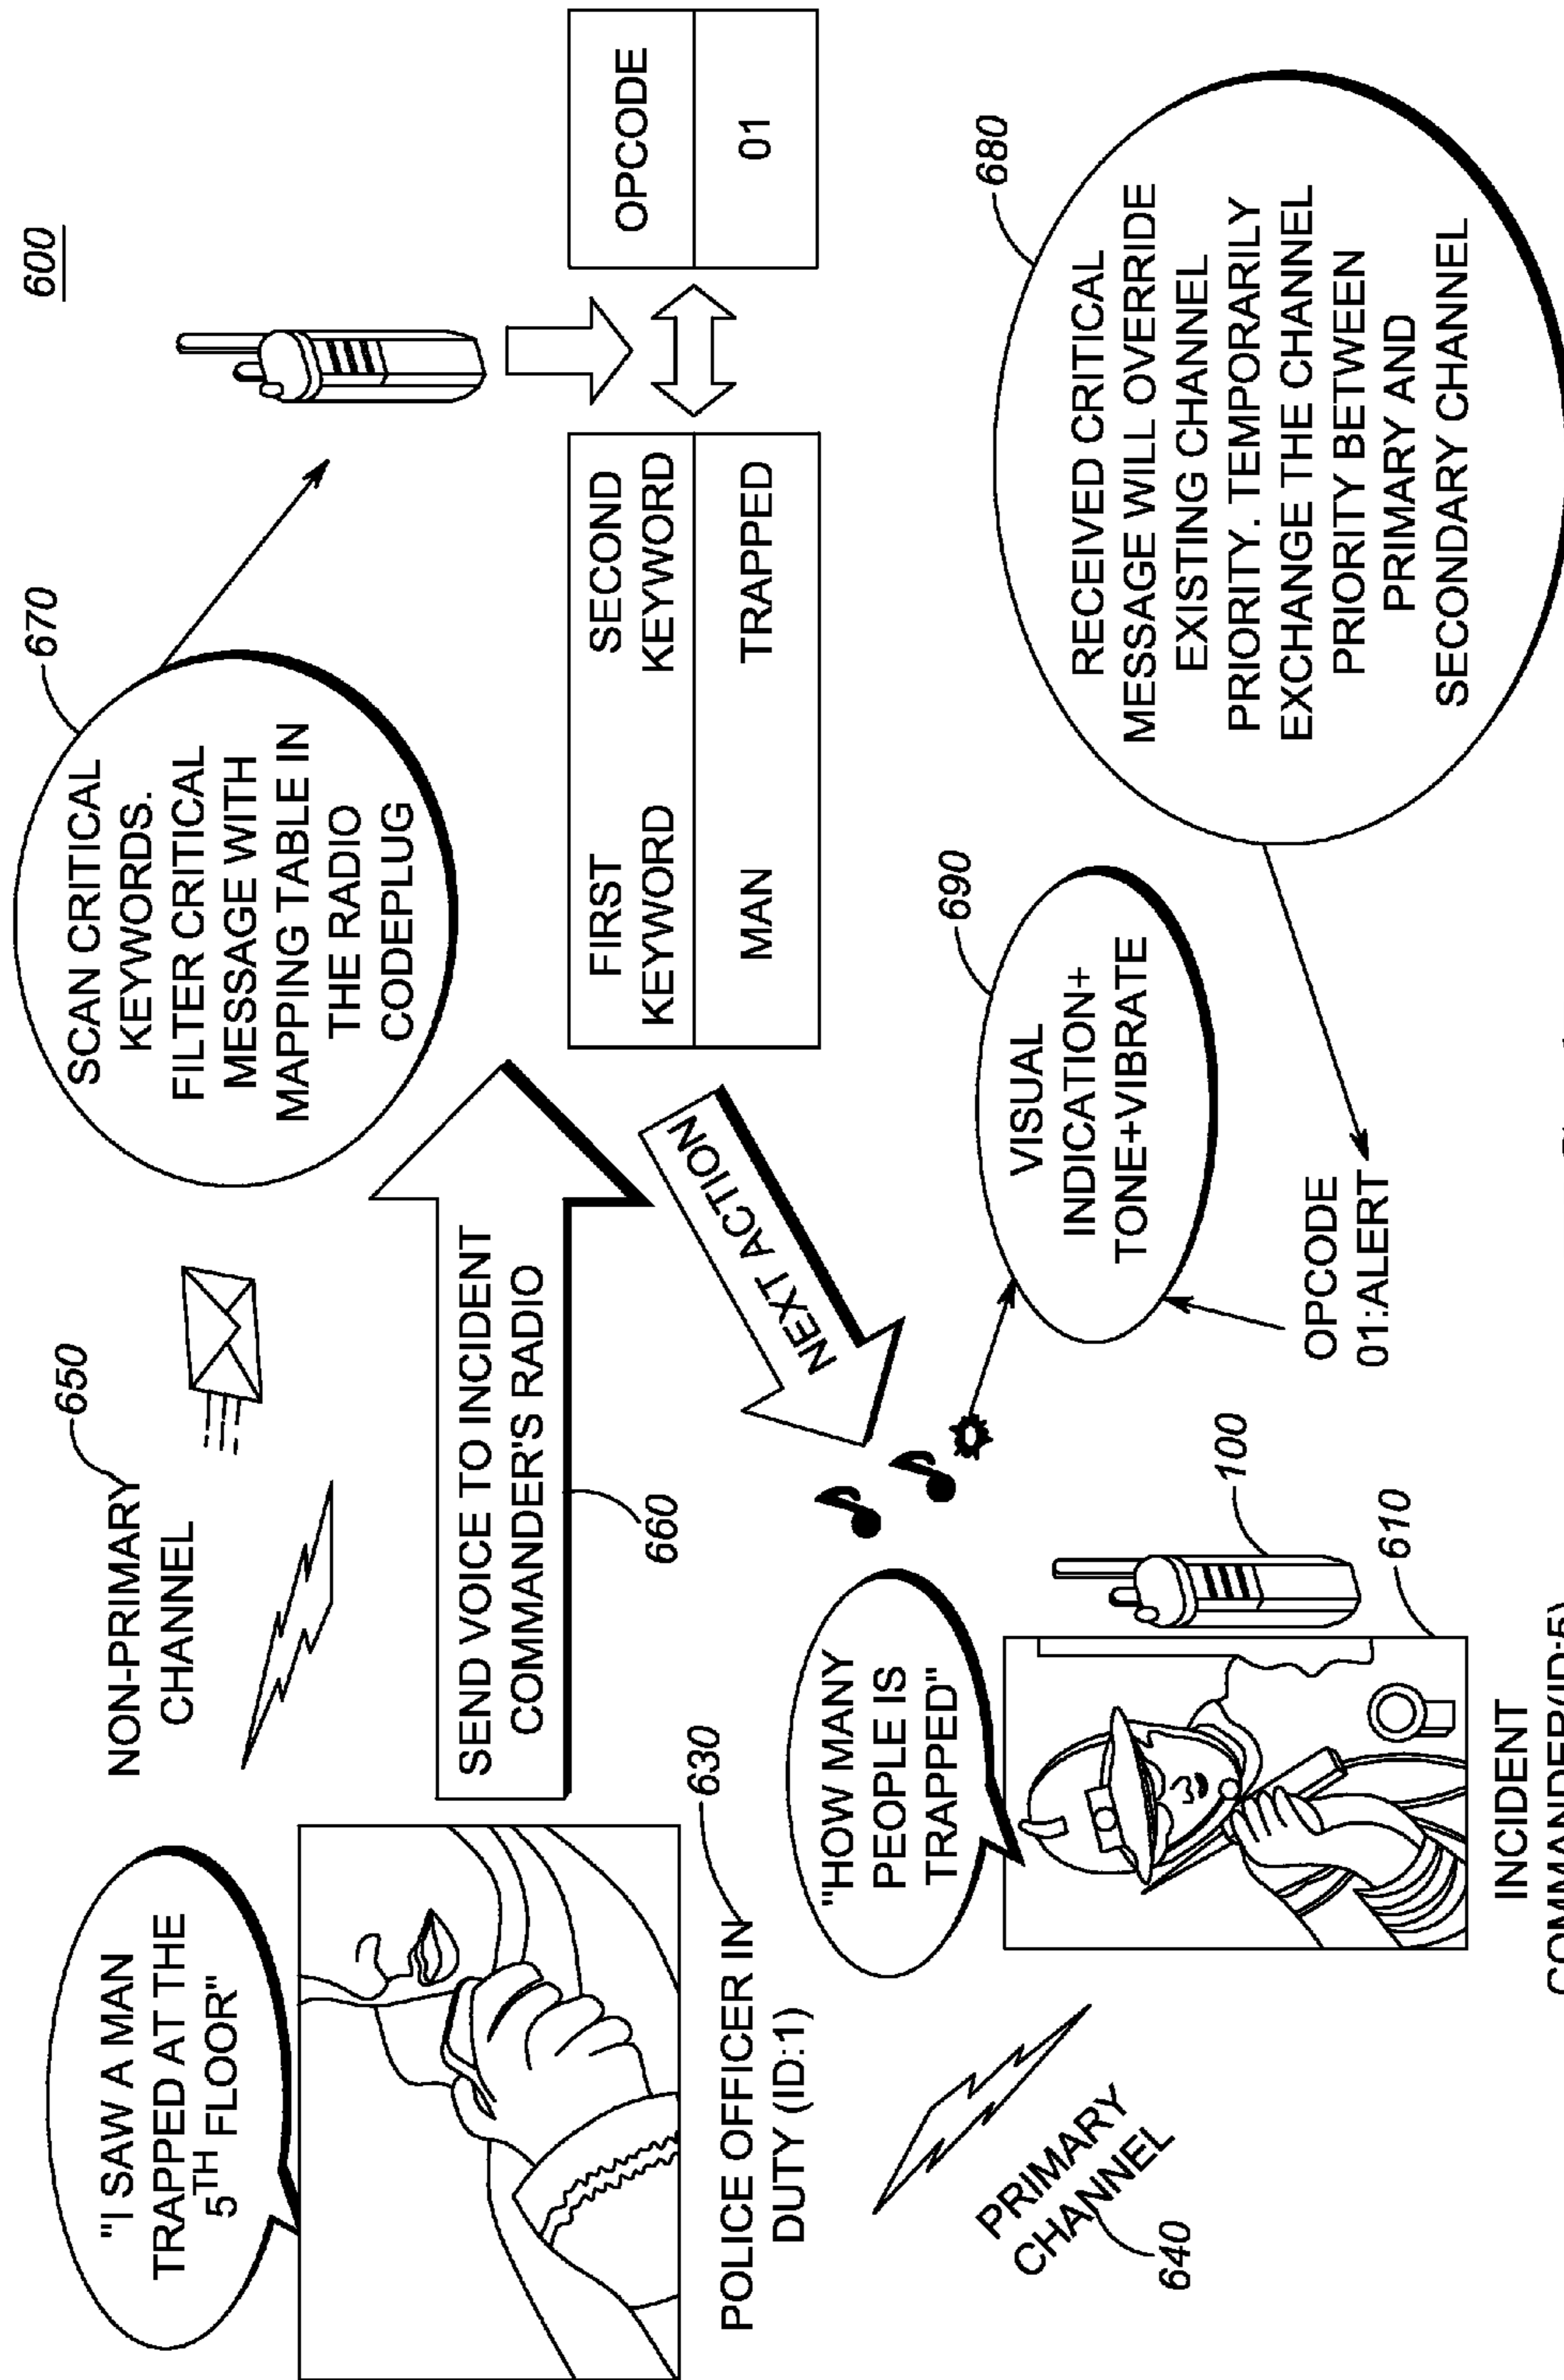 600
"I SAW A MAN
TRAPPED AT THE
5TH FLOOR"
POLICE OFFICER IN
DUTY (ID:1)
630
NON-PRIMARY
CHANNEL
650
SEND VOICE TO INCIDENT
COMMANDER'S RADIO
660
SCAN CRITICAL
KEYWORDS.
FILTER CRITICAL
MESSAGE WITH
MAPPING TABLE IN
THE RADIO
CODEPLUG
670
FIRST
KEYWORD
SECOND
KEYWORD
MAN
TRAPPED
OPCODE
01
NEXT ACTION
PRIMARY
CHANNEL
640
"HOW MANY
PEOPLE IS
TRAPPED"
100
610
INCIDENT
COMMANDER(ID:5)
VISUAL
INDICATION+
TONE+VIBRATE
690
OPCODE
01:ALERT
RECEIVED CRITICAL
MESSAGE WILL OVERRIDE
EXISTING CHANNEL
PRIORITY. TEMPORARILY
EXCHANGE THE CHANNEL
PRIORITY BETWEEN
PRIMARY AND
SECONDARY CHANNEL
680